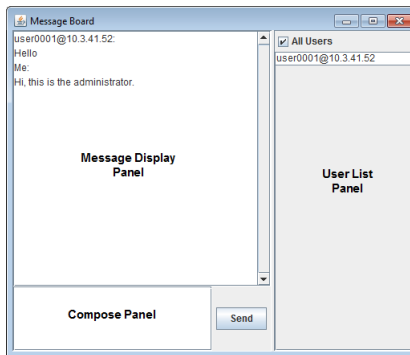 Message Board
user0001@10.3.41.52:
Hello
Me:
Hi, this is the administrator.
Message Display
Panel
All Users
user0001@10.3.41.52
User List
Panel
Compose Panel
Send